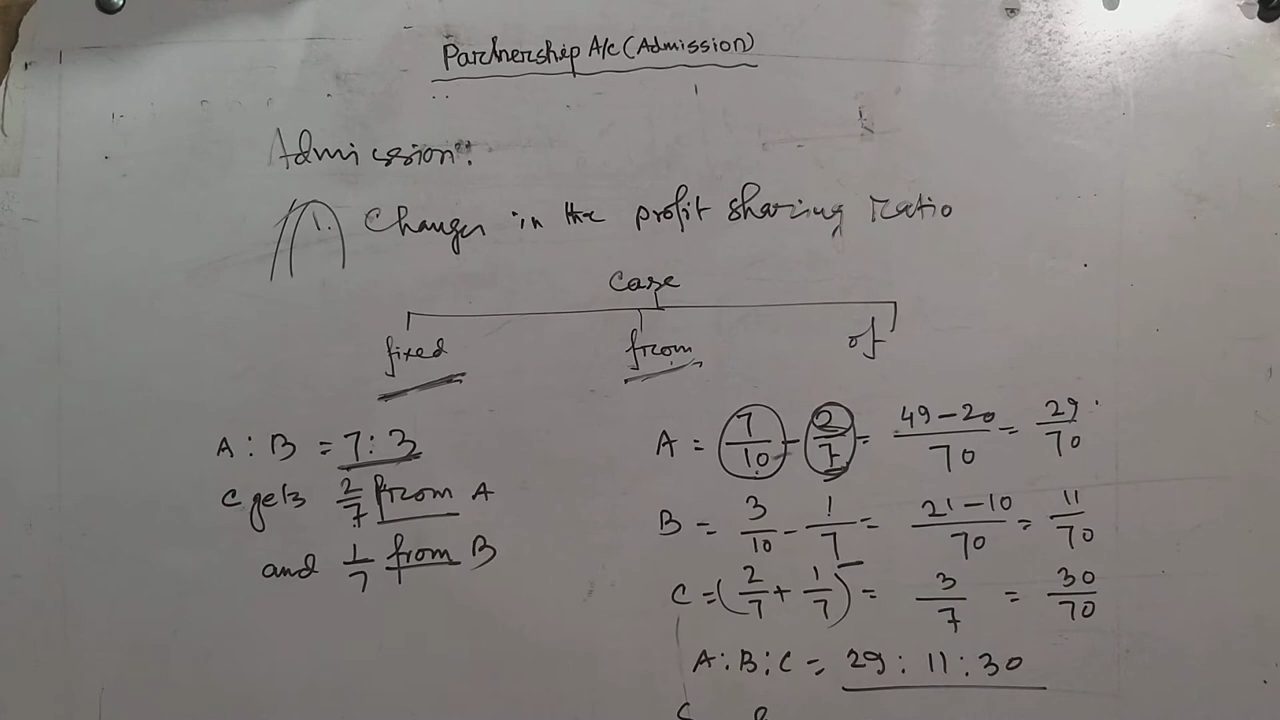 Partnership A/c (Admission)
Admission:
1. Changes in the profit sharing ratio
Case
fixed from of
A : B = 7 : 3
C gets 2/7 from A
and 1/7 from B
A = 7/10 - 2/7 = 49-20/70 = 29/70
B = 3/10 - 1/7 = 21-10/70 = 11/70
C = (2/7 + 1/7) = 3/7 = 30/70
A : B : C = 29 : 11 : 30